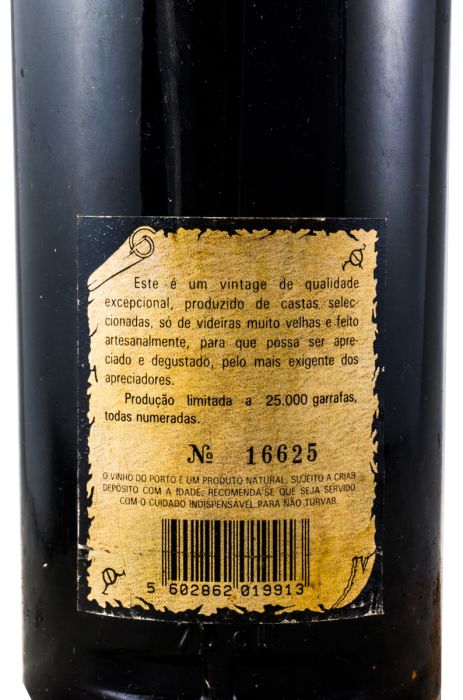 Este é um vintage de qualidade
excepcional, produzido de castas selec-
cionadas, só de videiras muito velhas e feito
artesanalmente, para que possa ser apre-
ciado e degustado, pelo mais exigente dos
apreciadores.
Produção limitada a 25.000 garrafas,
todas numeradas.
№ 16625
O VINHO DO PORTO É UM PRODUTO NATURAL, SUJEITO A CRIAR
DEPÓSITO COM A IDADE; RECOMENDA-SE QUE SEJA SERVIDO
COM O CUIDADO INDISPENSÁVEL PARA NÃO TURVAR
JV
5 602862 019913
75 cl